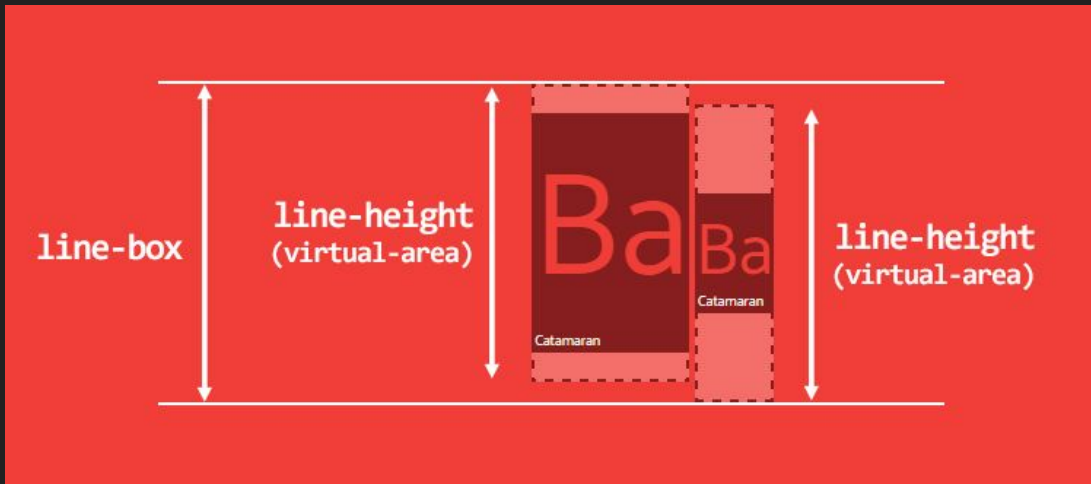 line-box
line-height
(virtual-area)
Ba
Catamaran
Ba
Catamaran
line-height
(virtual-area)